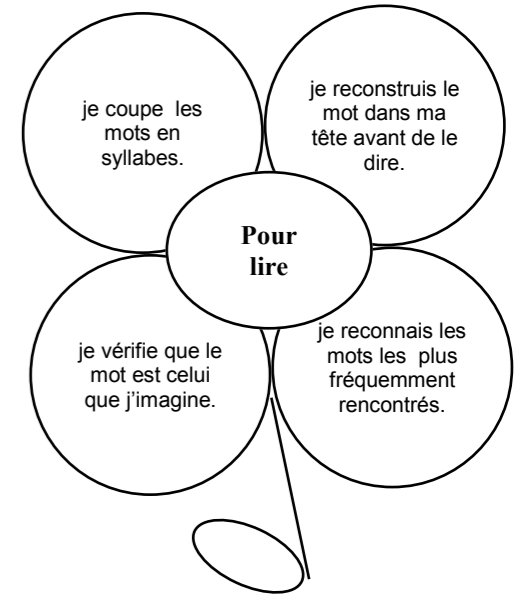 je coupe les
mots en
syllabes.
je reconstruis le
mot dans ma
tête avant de le
dire.
Pour
lire
je vérifie que le
mot est celui
que j’imagine.
je reconnais les
mots les plus
fréquemment
rencontrés.